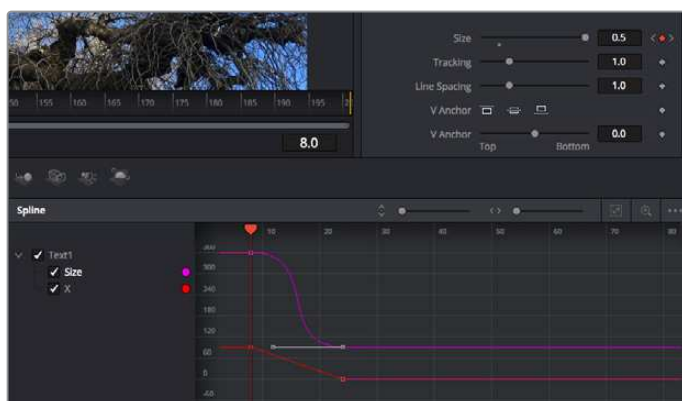 Size 0.5
155 160 165 170 175 180 185 190 195
Tracking 1.0
Line Spacing 1.0
V Anchor
8.0
V Anchor 0.0
Top Bottom
Spline
10 20 30 40 50 60 70 80
Text1
300
Size
240
X
180
120
60
0
-60